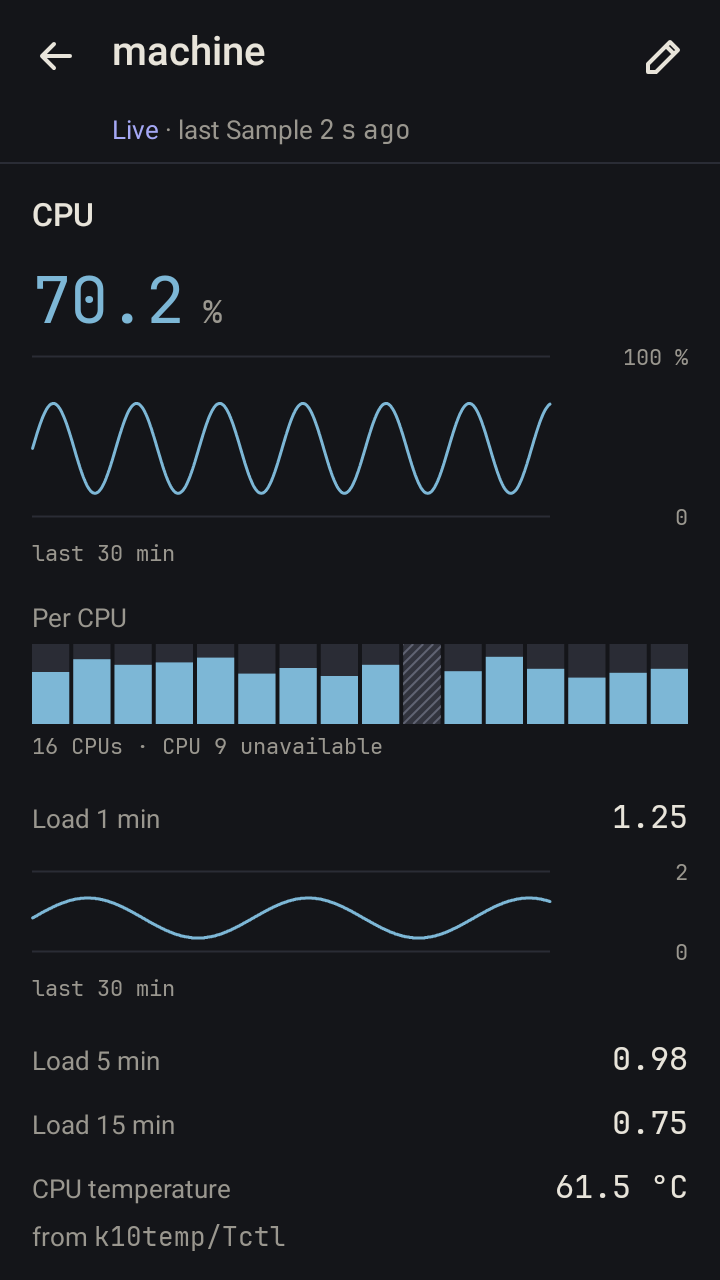 machine
Live · last Sample 2 s ago
CPU
70.2 %
100 %
0
last 30 min
Per CPU
16 CPUs · CPU 9 unavailable
Load 1 min 1.25
2
0
last 30 min
Load 5 min 0.98
Load 15 min 0.75
CPU temperature 61.5 °C
from k10temp/Tctl